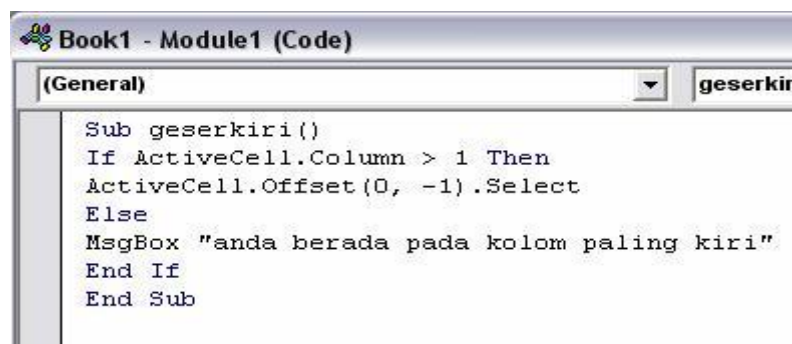 Book1 - Module1 (Code)
(General) geserkir
Sub geserkiri()
If ActiveCell.Column > 1 Then
ActiveCell.Offset(0, -1).Select
Else
MsgBox "anda berada pada kolom paling kiri"
End If
End Sub